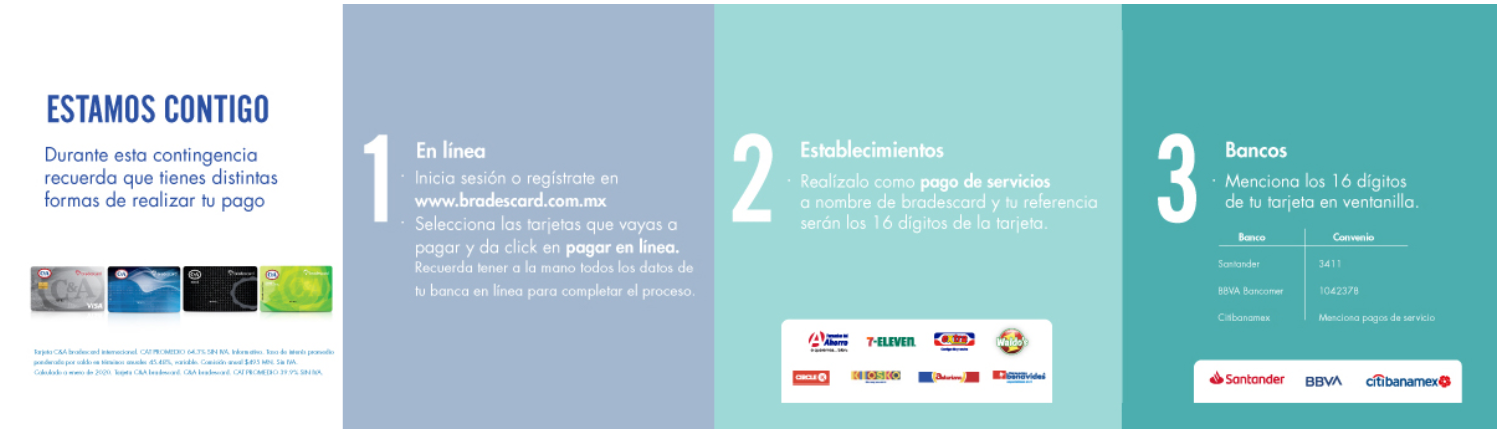 ESTAMOS CONTIGO
Durante esta contingencia
recuerda que tienes distintas
formas de realizar tu pago
C&A
VISA
Tarjeta C&A bradescard internacional. CAT PROMEDIO 64.3% SIN IVA. Informativo. Tasa de interés promedio
ponderada por saldo en términos anuales 45.48%, variable. Comisión anual $495 MN. Sin IVA.
Calculado a enero de 2020. Tarjeta C&A bradescard. C&A bradescard. CAT PROMEDIO 39.9% SIN IVA.
1
En línea
· Inicia sesión o regístrate en
www.bradescard.com.mx
· Selecciona las tarjetas que vayas a
pagar y da click en pagar en línea.
Recuerda tener a la mano todos los datos de
tu banca en línea para completar el proceso.
2
Establecimientos
· Realízalo como pago de servicios
a nombre de bradescard y tu referencia
serán los 16 dígitos de la tarjeta.
Ahorro
7-ELEVEN
extra
Waldo's
CIRCLE K
KIOSKO
Asturiano
Benavides
3
Bancos
· Menciona los 16 dígitos
de tu tarjeta en ventanilla.
Banco Convenio
Santander 3411
BBVA Bancomer 1042378
Citibanamex Menciona pagos de servicio
Santander BBVA citibanamex